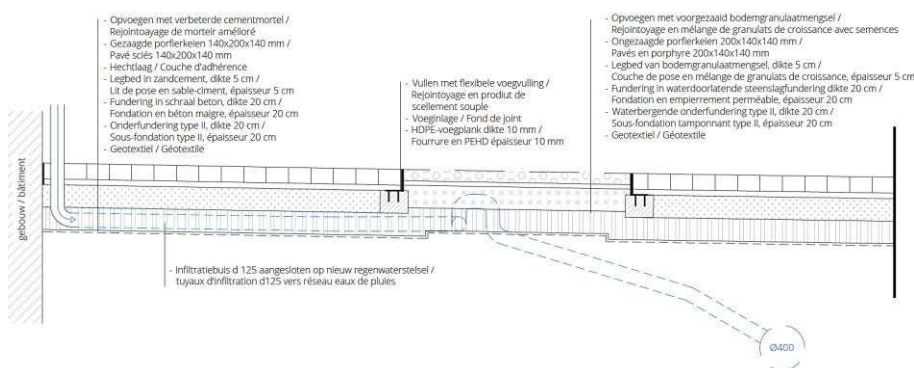 - Opvoegen met verbeterde cementmortel /
Rejointoayage de morteir amélioré
- Gezaagde porfierkeien 140x200x140 mm /
Pavé sciés 140x200x140 mm
- Hechtlaag / Couche d'adhérence
- Legbed in zandcement, dikte 5 cm /
Lit de pose en sable-ciment, épaisseur 5 cm
- Fundering in schraal beton, dikte 20 cm /
Fondation en béton maigre, épaisseur 20 cm
- Onderfundering type II, dikte 20 cm /
Sous-fondation type II, épaisseur 20 cm
- Geotextiel / Géotextile
- Vullen met flexibele voegvulling /
Rejointoyage en produit de
scellement souple
- Voeginlage / Fond de joint
- HDPE-voegplank dikte 10 mm /
Fourrure en PEHD épaisseur 10 mm
- Opvoegen met voorgezaaid bodemgranulaatmengsel /
Rejointoyage en mélange de granulats de croissance avec semences
- Ongezaagde porfierkeien 200x140x140 mm /
Pavés en porphyre 200x140x140 mm
- Legbed van bodemgranulaatmengsel, dikte 5 cm /
Couche de pose en mélange de granulats de croissance, épaisseur 5 cm
- Fundering in waterdoorlatende steenslagfundering dikte 20 cm /
Fondation en empierrement perméable, épaisseur 20 cm
- Waterbergende onderfundering type II, dikte 20 cm /
Sous-fondation tamponnant type II, épaisseur 20 cm
- Geotextiel / Géotextile
gebouw / bâtiment
- Infiltratiebuis d 125 aangesloten op nieuw regenwaterstelsel /
tuyaux d'infiltration d125 vers réseau eaux de pluies
Ø400